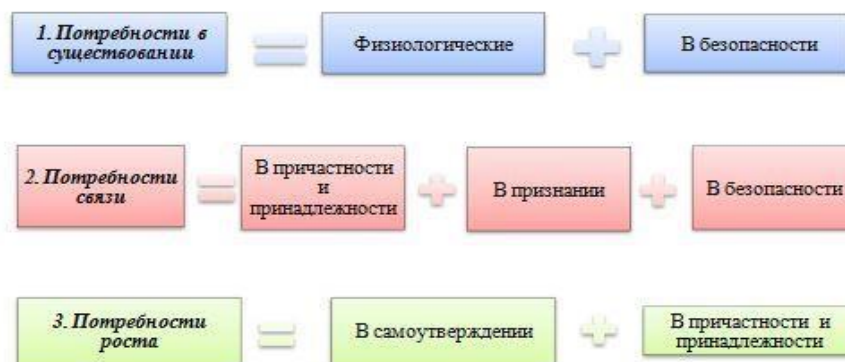 1. Потребности в
существовании
Физиологические
В безопасности
2. Потребности
связи
В причастности
и
принадлежности
В признании
В безопасности
3. Потребности
роста
В самоутверждении
В причастности и
принадлежности